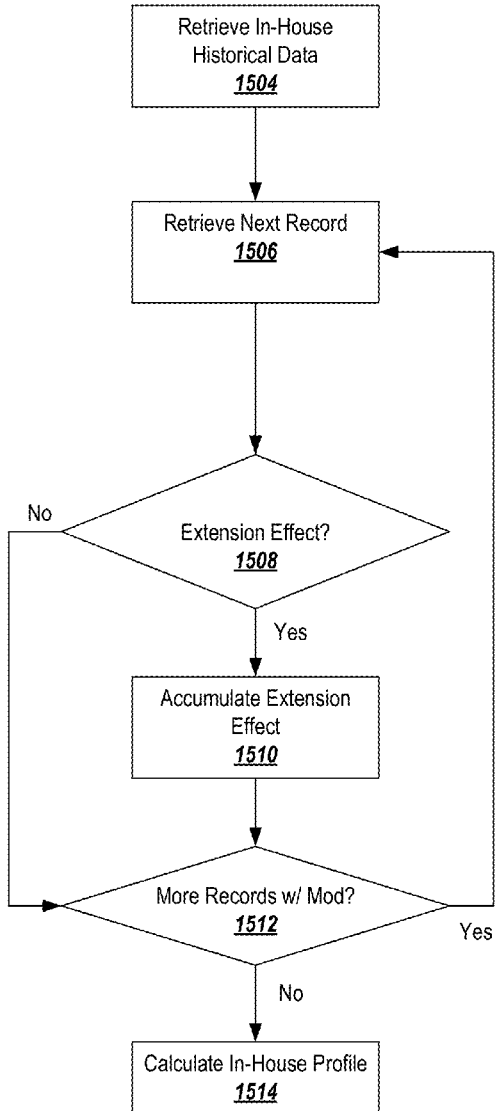 Retrieve In-House
Historical Data
1504
Retrieve Next Record
1506
No
Extension Effect?
1508
Yes
Accumulate Extension
Effect
1510
More Records w/ Mod?
1512
Yes
No
Calculate In-House Profile
1514